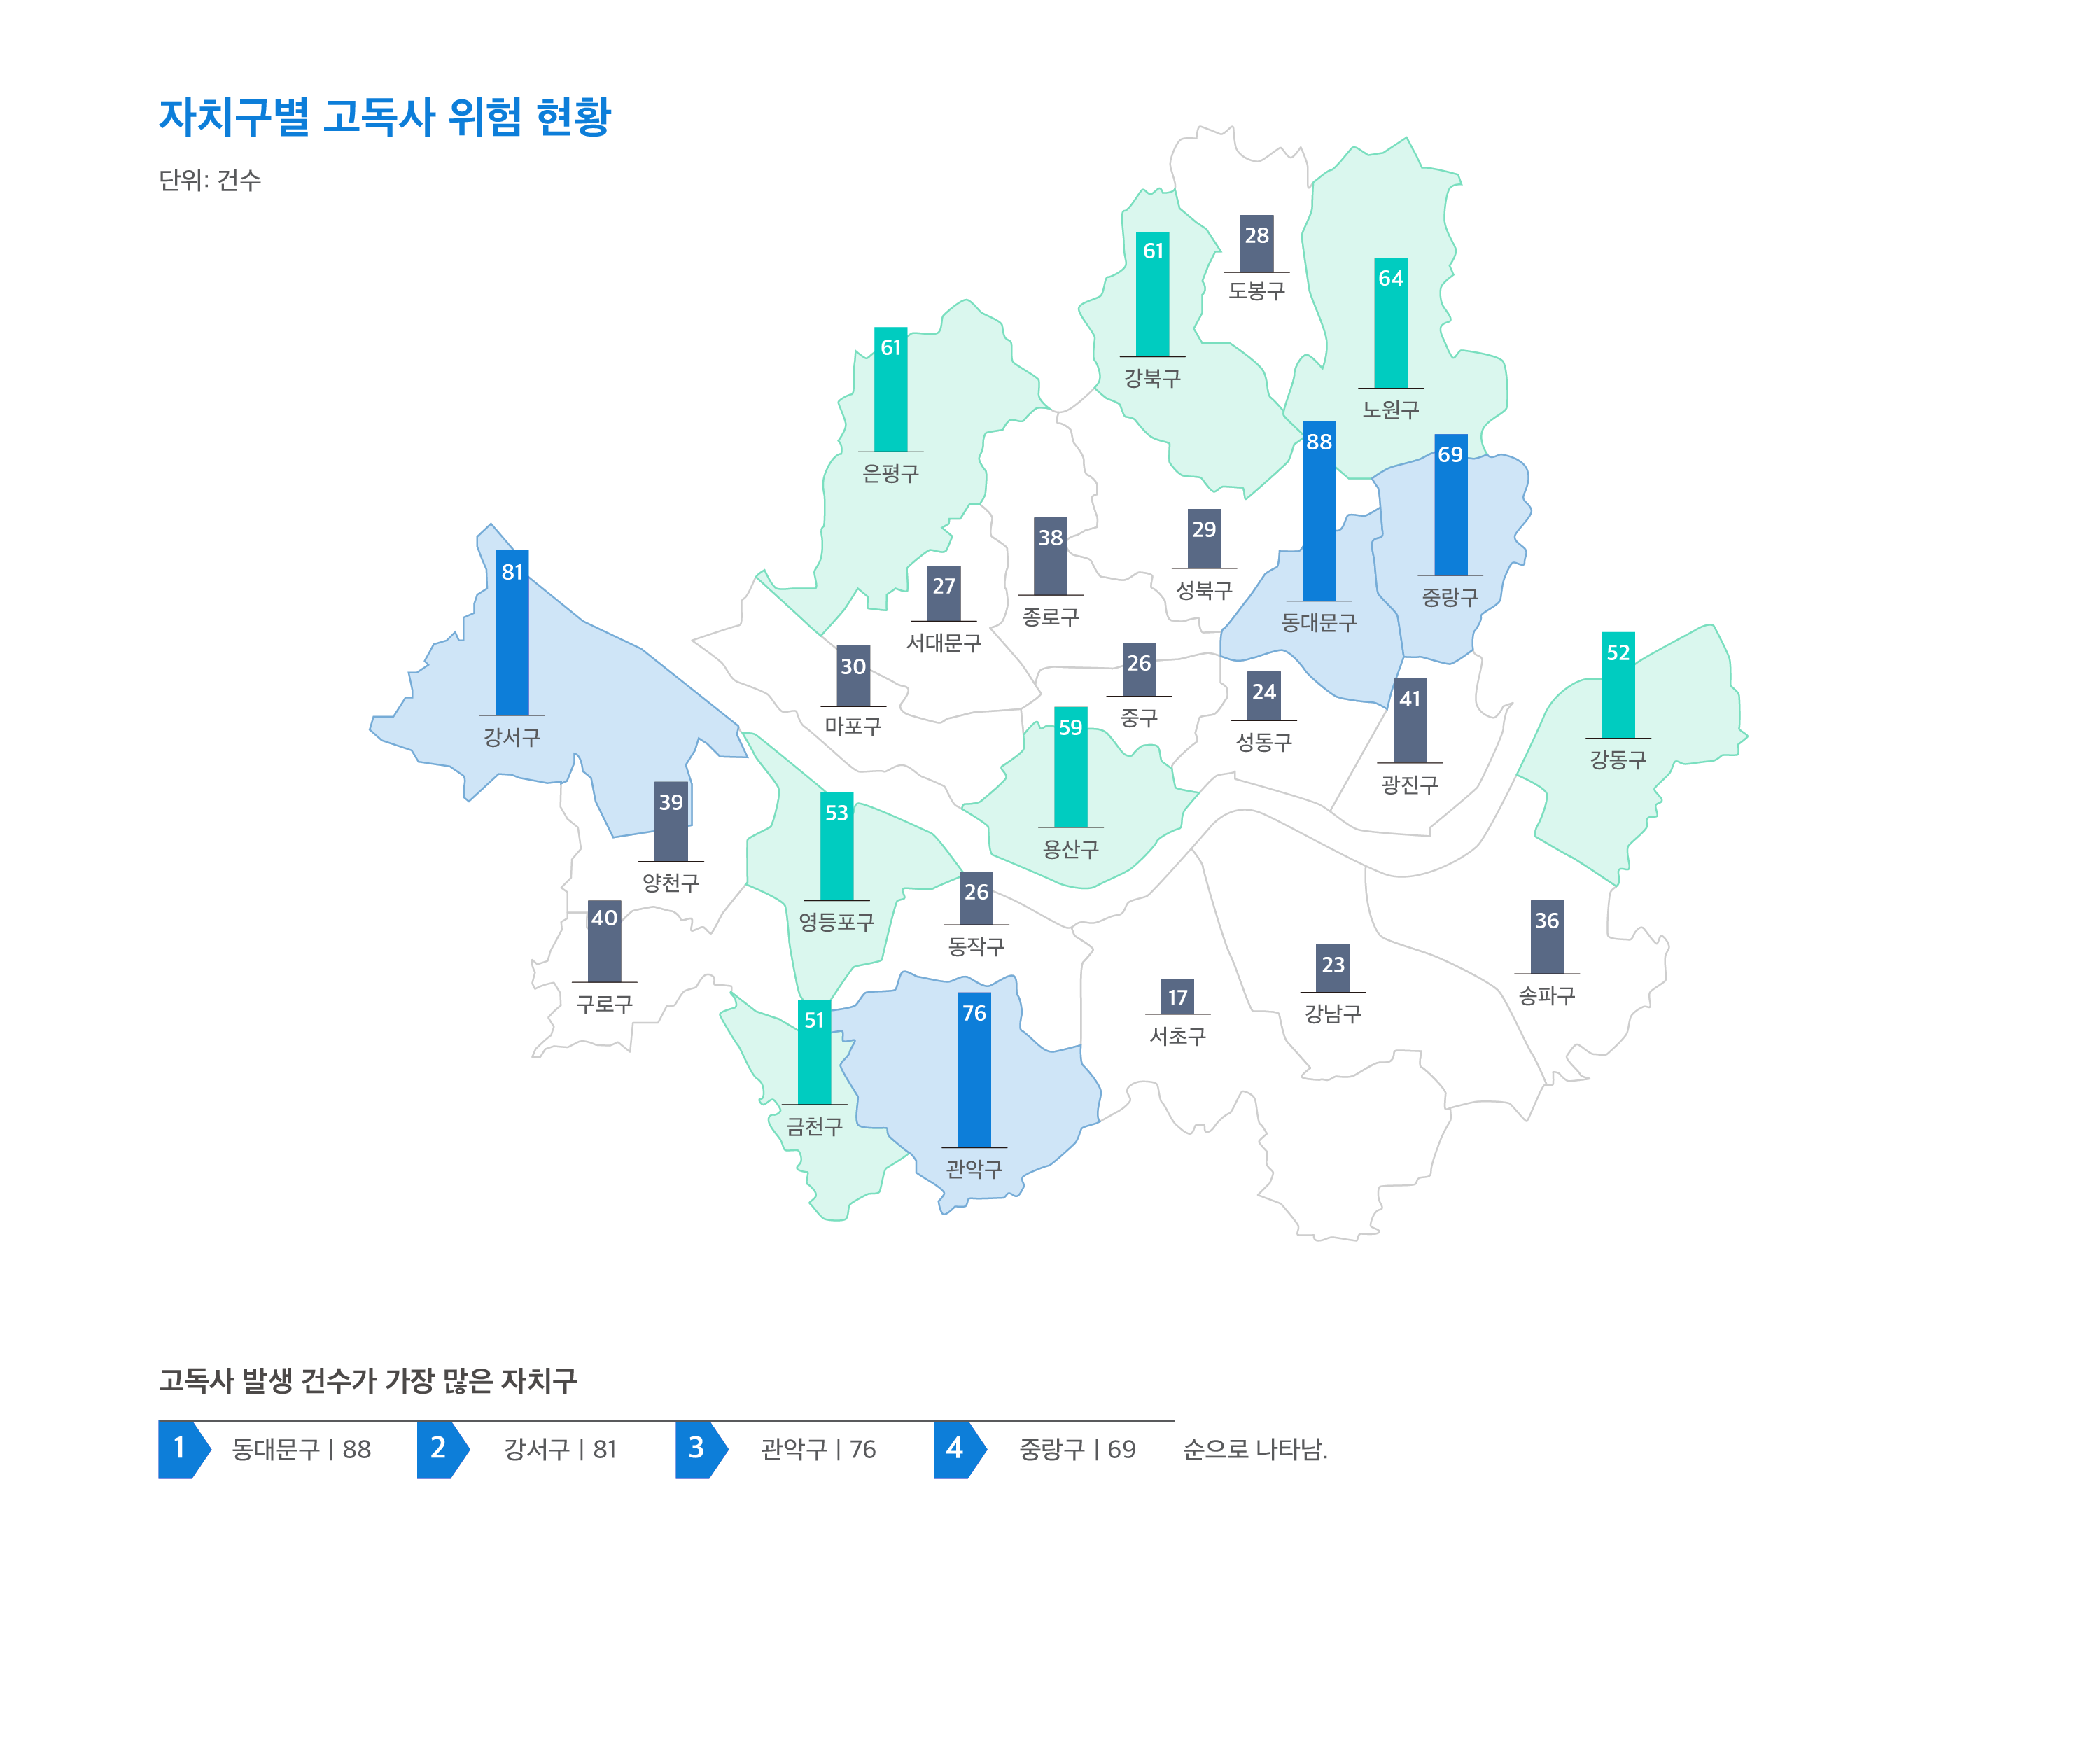 자치구별 고독사 위험 현황
단위: 건수
28
도봉구
61
강북구
64
노원구
61
은평구
88
동대문구
69
중랑구
29
성북구
38
종로구
27
서대문구
81
강서구
30
마포구
26
중구
24
성동구
41
광진구
52
강동구
59
용산구
39
양천구
53
영등포구
26
동작구
40
구로구
36
송파구
23
강남구
17
서초구
51
금천구
76
관악구
고독사 발생 건수가 가장 많은 자치구
1 동대문구 | 88 2 강서구 | 81 3 관악구 | 76 4 중랑구 | 69 순으로 나타남.